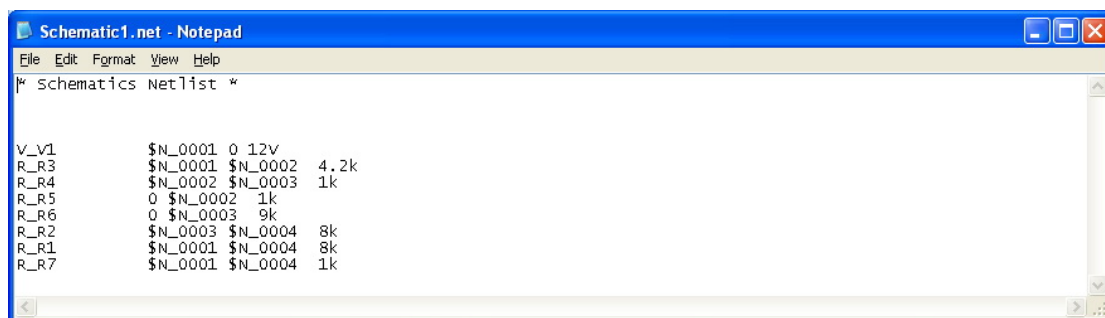 Schematic1.net - Notepad
File Edit Format View Help
* Schematics Netlist *
V_V1 $N_0001 0 12V
R_R3 $N_0001 $N_0002 4.2k
R_R4 $N_0002 $N_0003 1k
R_R5 0 $N_0002 1k
R_R6 0 $N_0003 9k
R_R2 $N_0003 $N_0004 8k
R_R1 $N_0001 $N_0004 8k
R_R7 $N_0001 $N_0004 1k